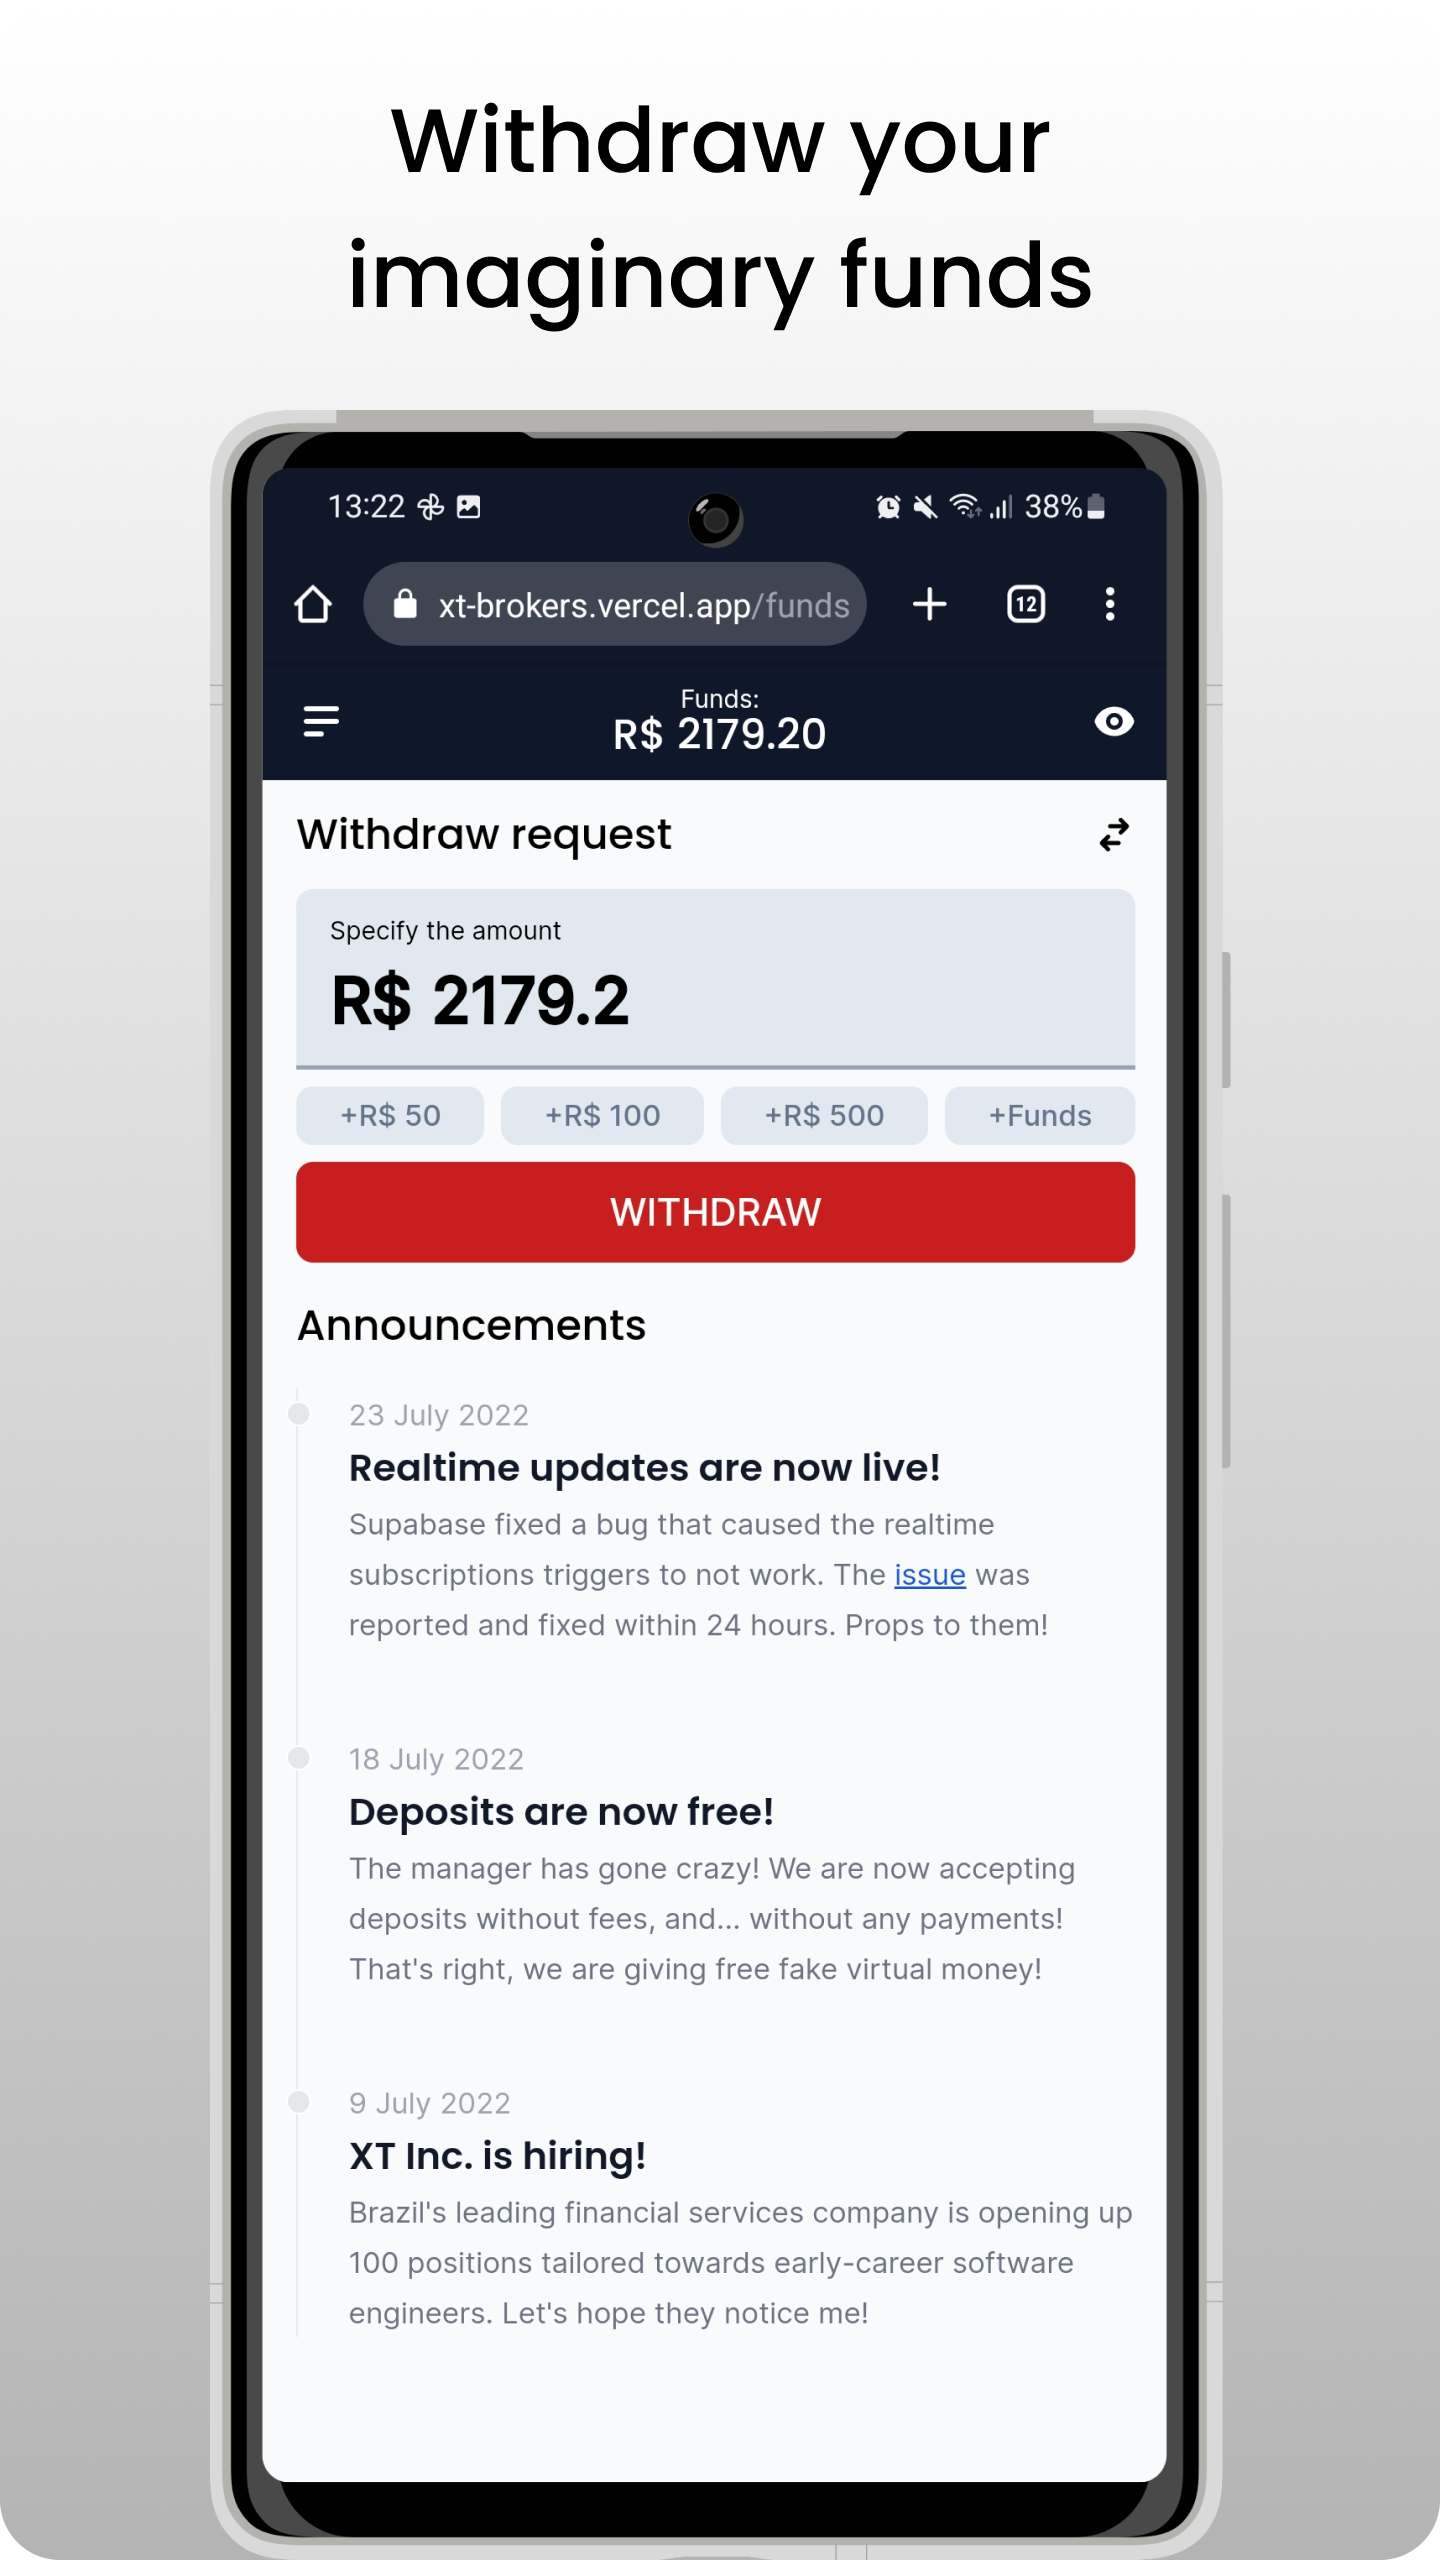 Withdraw your
imaginary funds
13:22
38%
xt-brokers.vercel.app/funds
12
Funds:
R$ 2179.20
Withdraw request
Specify the amount
R$ 2179.2
+R$ 50 +R$ 100 +R$ 500 +Funds
WITHDRAW
Announcements
23 July 2022
Realtime updates are now live!
Supabase fixed a bug that caused the realtime
subscriptions triggers to not work. The issue was
reported and fixed within 24 hours. Props to them!
18 July 2022
Deposits are now free!
The manager has gone crazy! We are now accepting
deposits without fees, and... without any payments!
That's right, we are giving free fake virtual money!
9 July 2022
XT Inc. is hiring!
Brazil's leading financial services company is opening up
100 positions tailored towards early-career software
engineers. Let's hope they notice me!